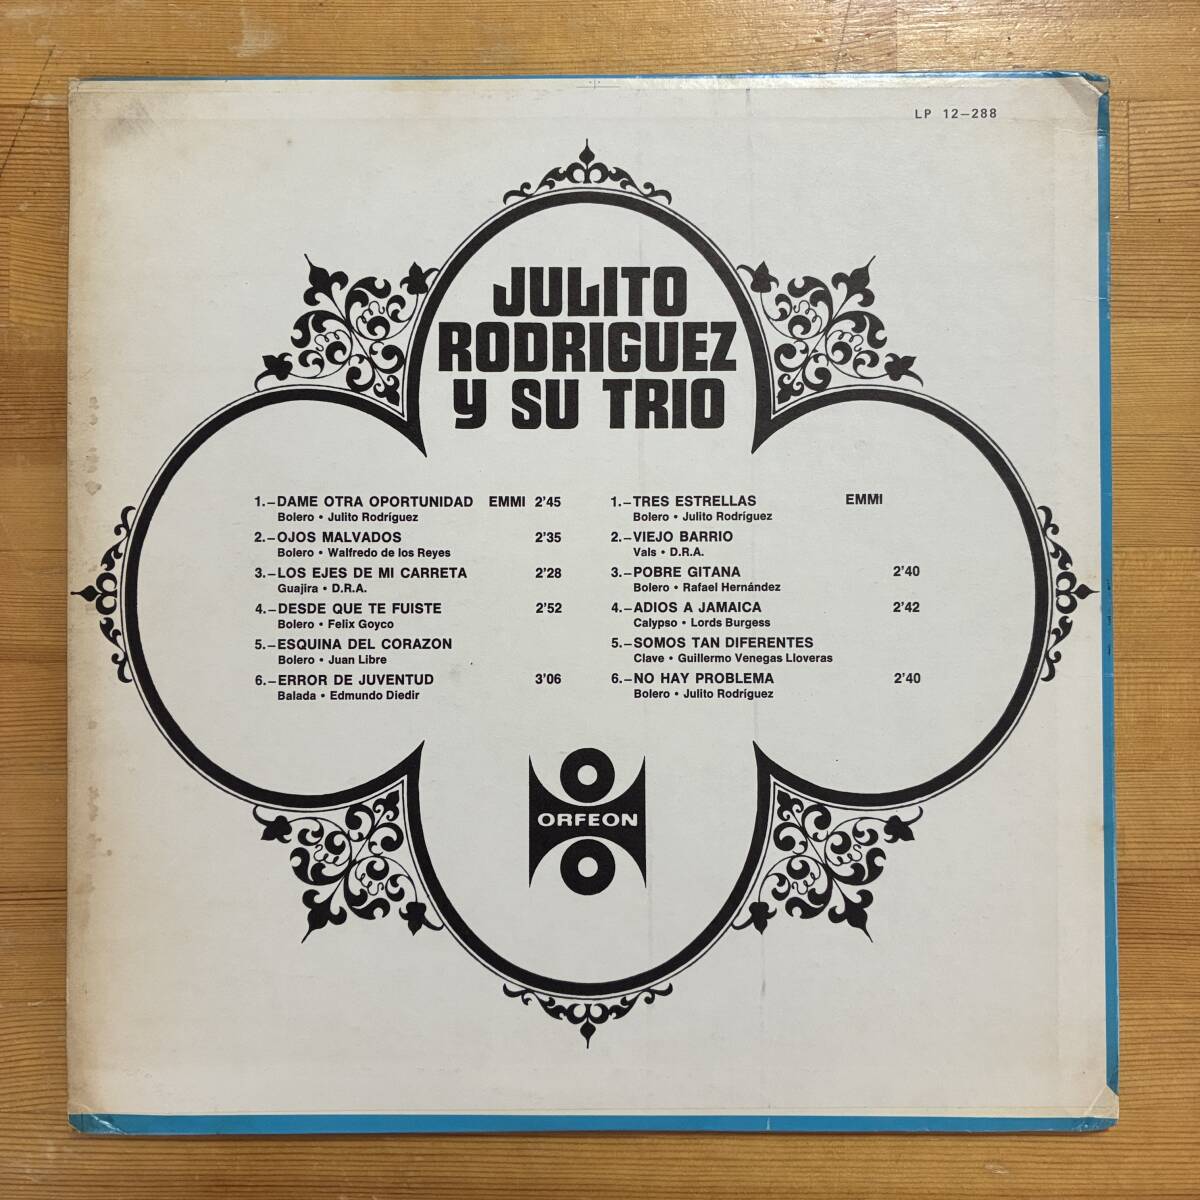 LP 12-288
JULITO
RODRIGUEZ
y SU TRIO
1.-DAME OTRA OPORTUNIDAD EMMI 2'45
Bolero • Julito Rodríguez
2.-OJOS MALVADOS 2'35
Bolero • Walfredo de los Reyes
3.-LOS EJES DE MI CARRETA 2'28
Guajira • D.R.A.
4.-DESDE QUE TE FUISTE 2'52
Bolero • Felix Goyco
5.-ESQUINA DEL CORAZON
Bolero • Juan Libre
6.-ERROR DE JUVENTUD 3'06
Balada • Edmundo Diedir
1.-TRES ESTRELLAS EMMI
Bolero • Julito Rodríguez
2.-VIEJO BARRIO
Vals • D.R.A.
3.-POBRE GITANA 2'40
Bolero • Rafael Hernández
4.-ADIOS A JAMAICA 2'42
Calypso • Lords Burgess
5.-SOMOS TAN DIFERENTES
Clave • Guillermo Venegas Lloveras
6.-NO HAY PROBLEMA 2'40
Bolero • Julito Rodríguez
ORFEON